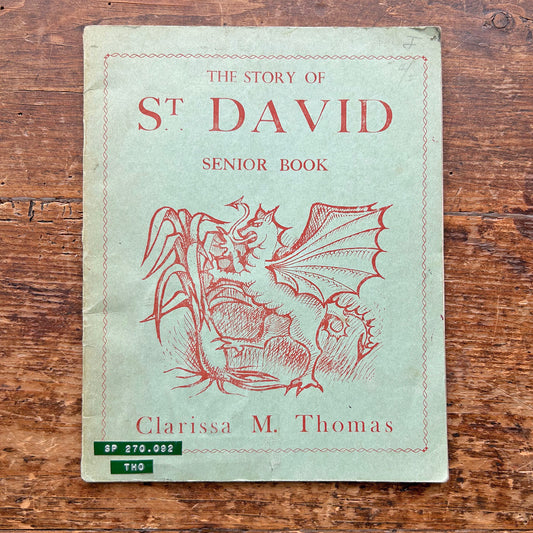 THE STORY OF
ST. DAVID
SENIOR BOOK
Clarissa M. Thomas
SP 270.092
THO